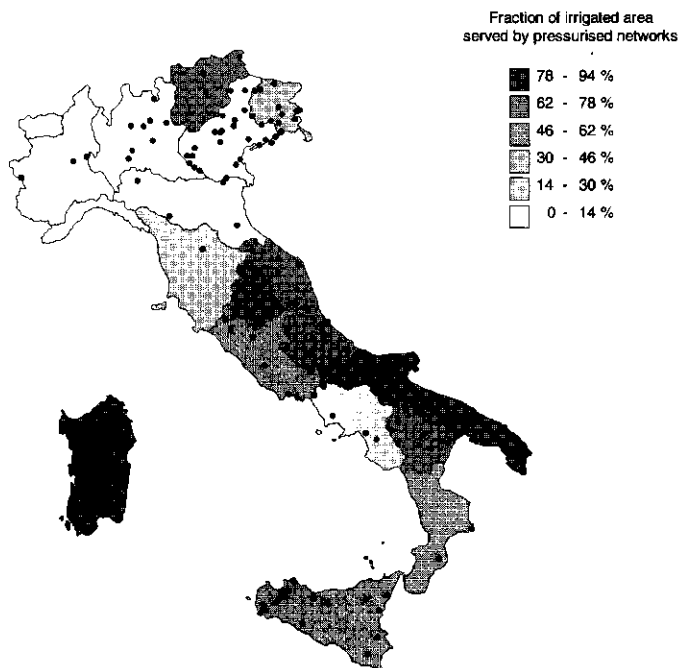 Fraction of irrigated area
served by pressurised networks
78 - 94 %
62 - 78 %
46 - 62 %
30 - 46 %
14 - 30 %
0 - 14 %